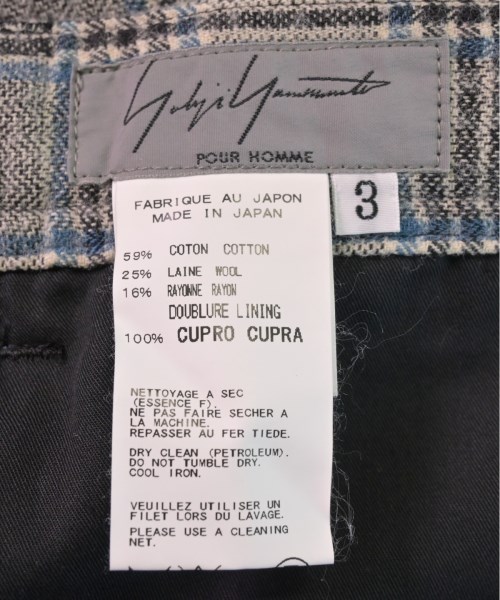 Yohji Yamamoto
POUR HOMME
3
FABRIQUE AU JAPON
MADE IN JAPAN
59% COTON COTTON
25% LAINE WOOL
16% RAYONNE RAYON
DOUBLURE LINING
100% CUPRO CUPRA
NETTOYAGE A SEC
(ESSENCE F).
NE PAS FAIRE SECHER A
LA MACHINE.
REPASSER AU FER TIEDE.
DRY CLEAN (PETROLEUM).
DO NOT TUMBLE DRY.
COOL IRON.
VEUILLEZ UTILISER UN
FILET LORS DU LAVAGE.
PLEASE USE A CLEANING
NET.